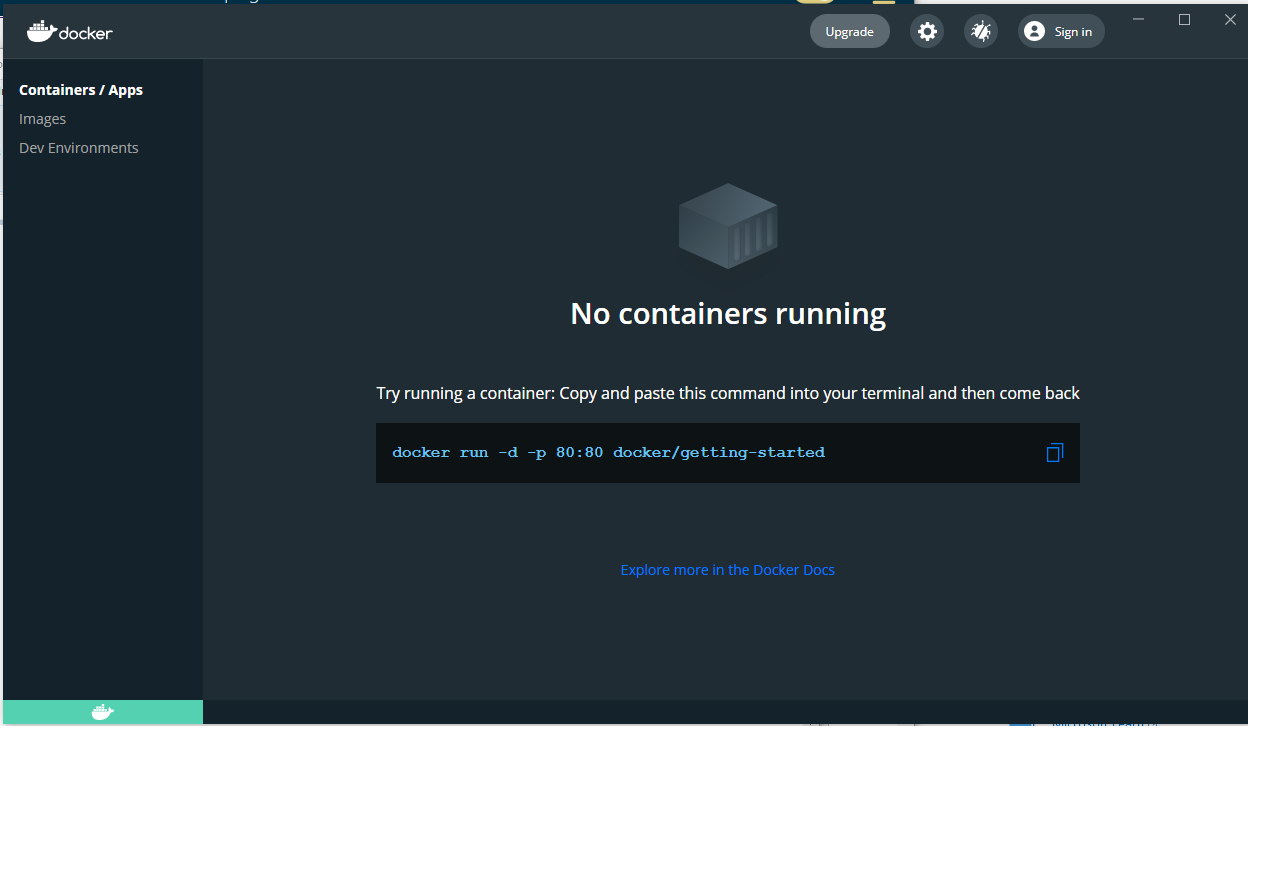 docker
Upgrade
Sign in
Containers / Apps
Images
Dev Environments
No containers running
Try running a container: Copy and paste this command into your terminal and then come back
docker run -d -p 80:80 docker/getting-started
Explore more in the Docker Docs